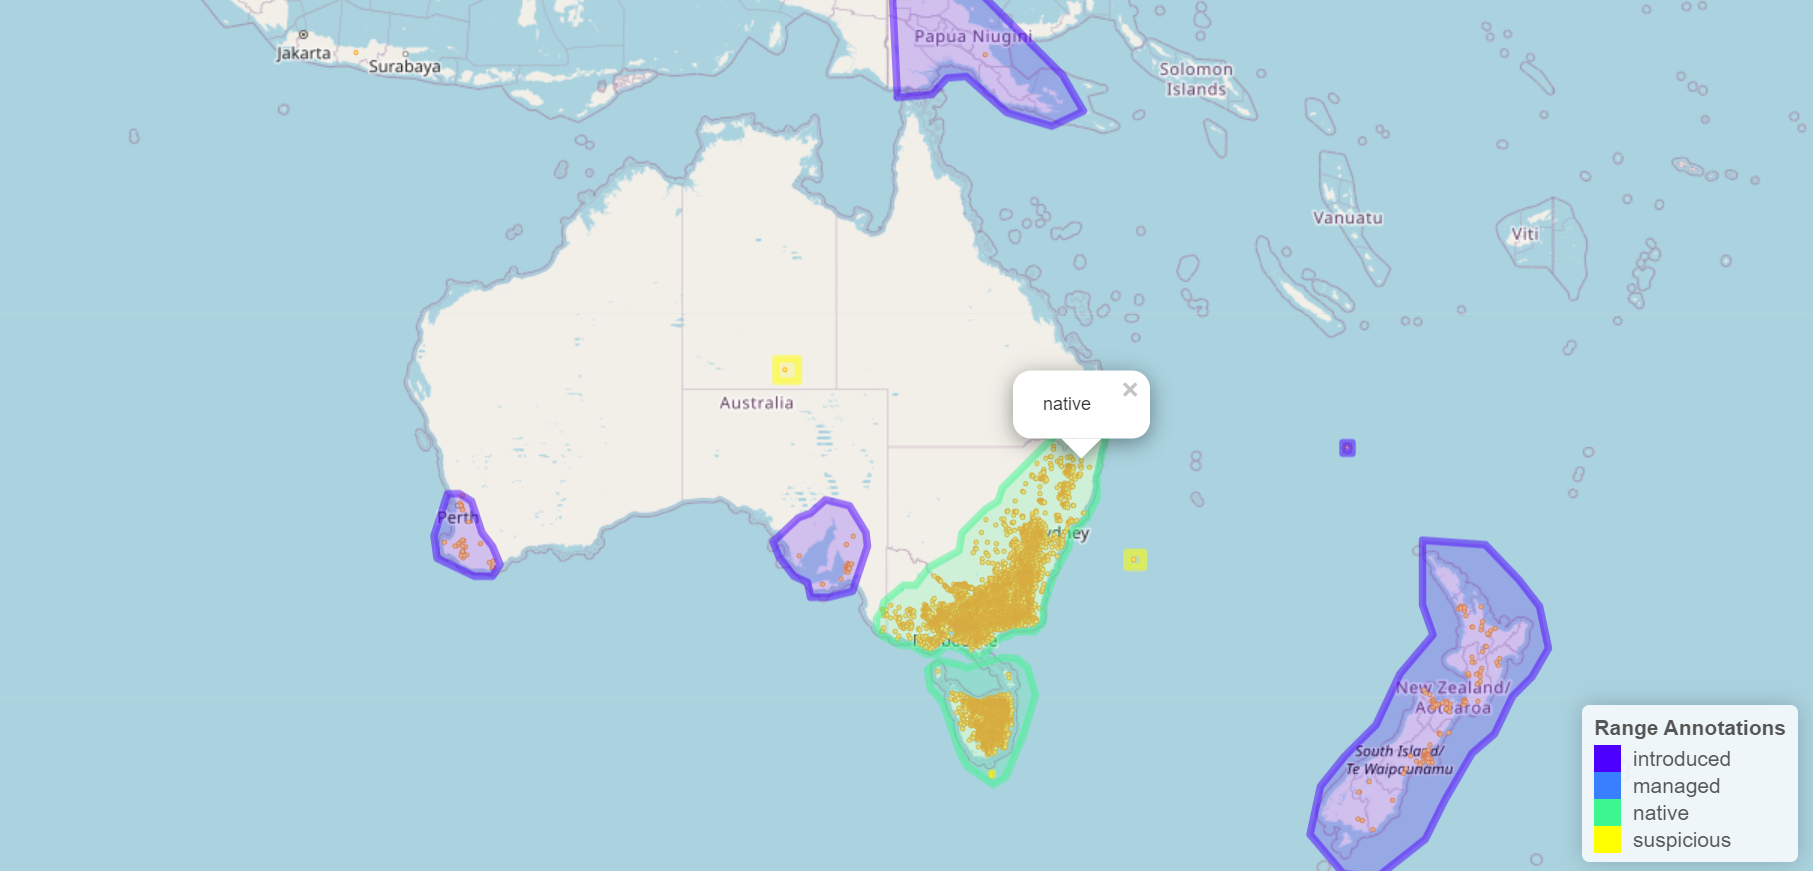 Papua Niugini
Jakarta
Surabaya
Solomon
Islands
Vanuatu
Viti
Australia
native
×
Perth
New Zealand/
Aotearoa
South Island/
Te Waipounamu
Range Annotations
introduced
managed
native
suspicious